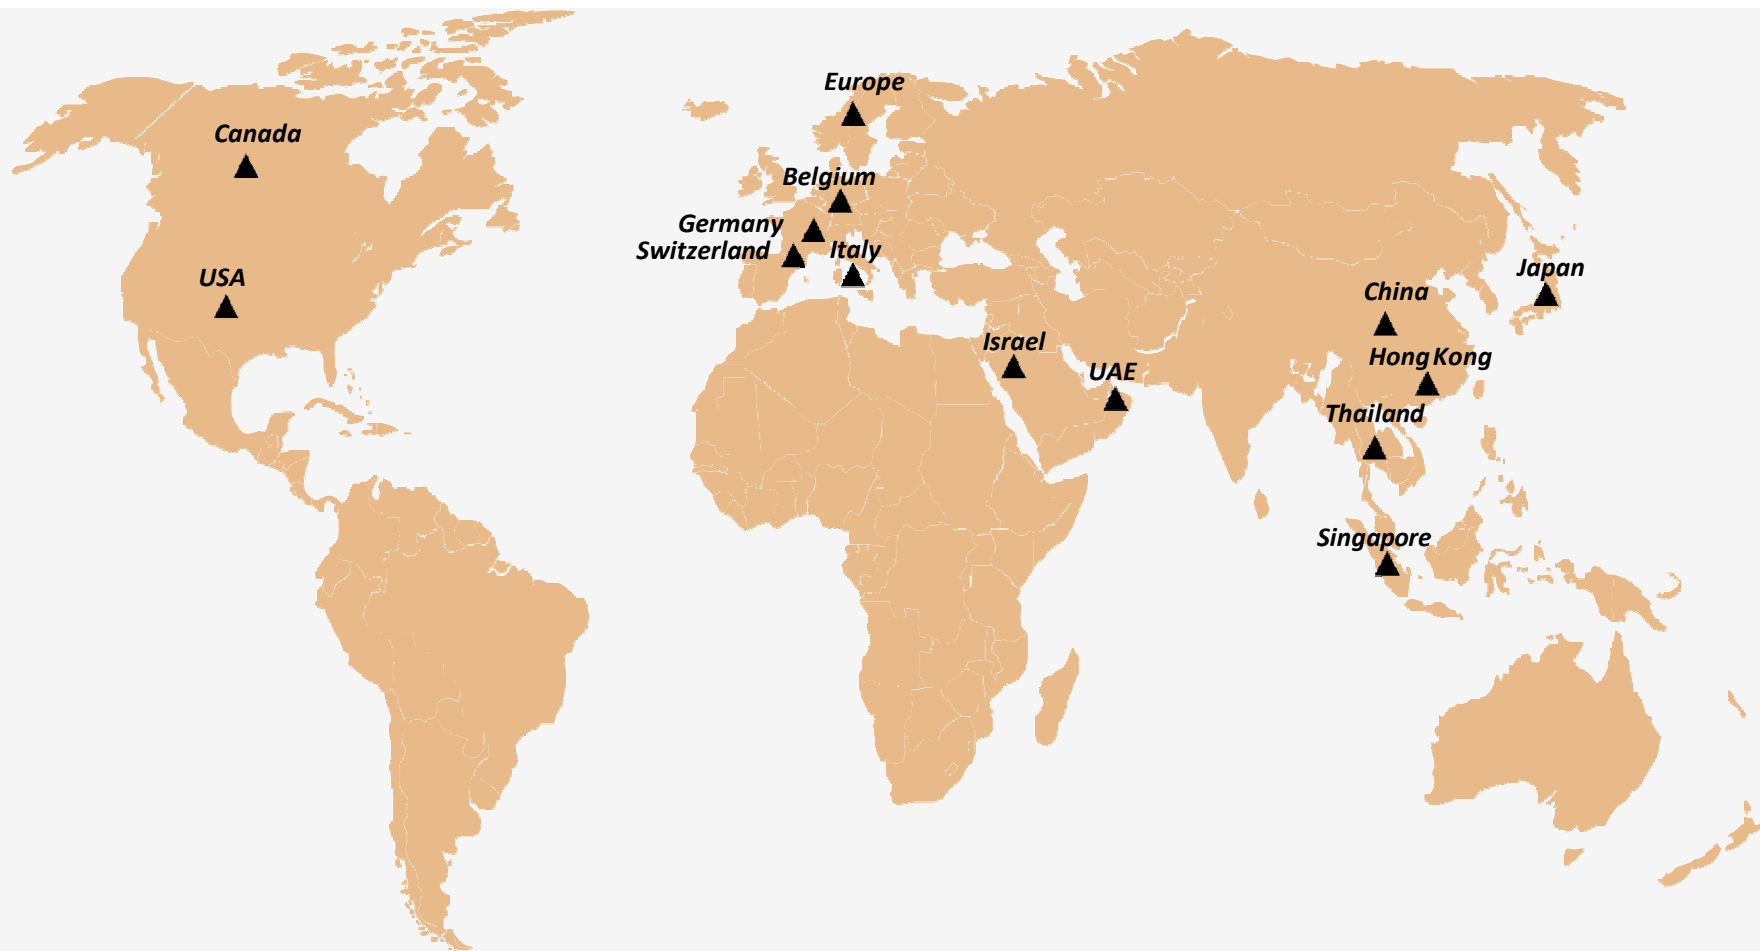 Europe
Canada
Belgium
Germany
Switzerland
Italy
USA
Japan
China
Israel
Hong Kong
UAE
Thailand
Singapore